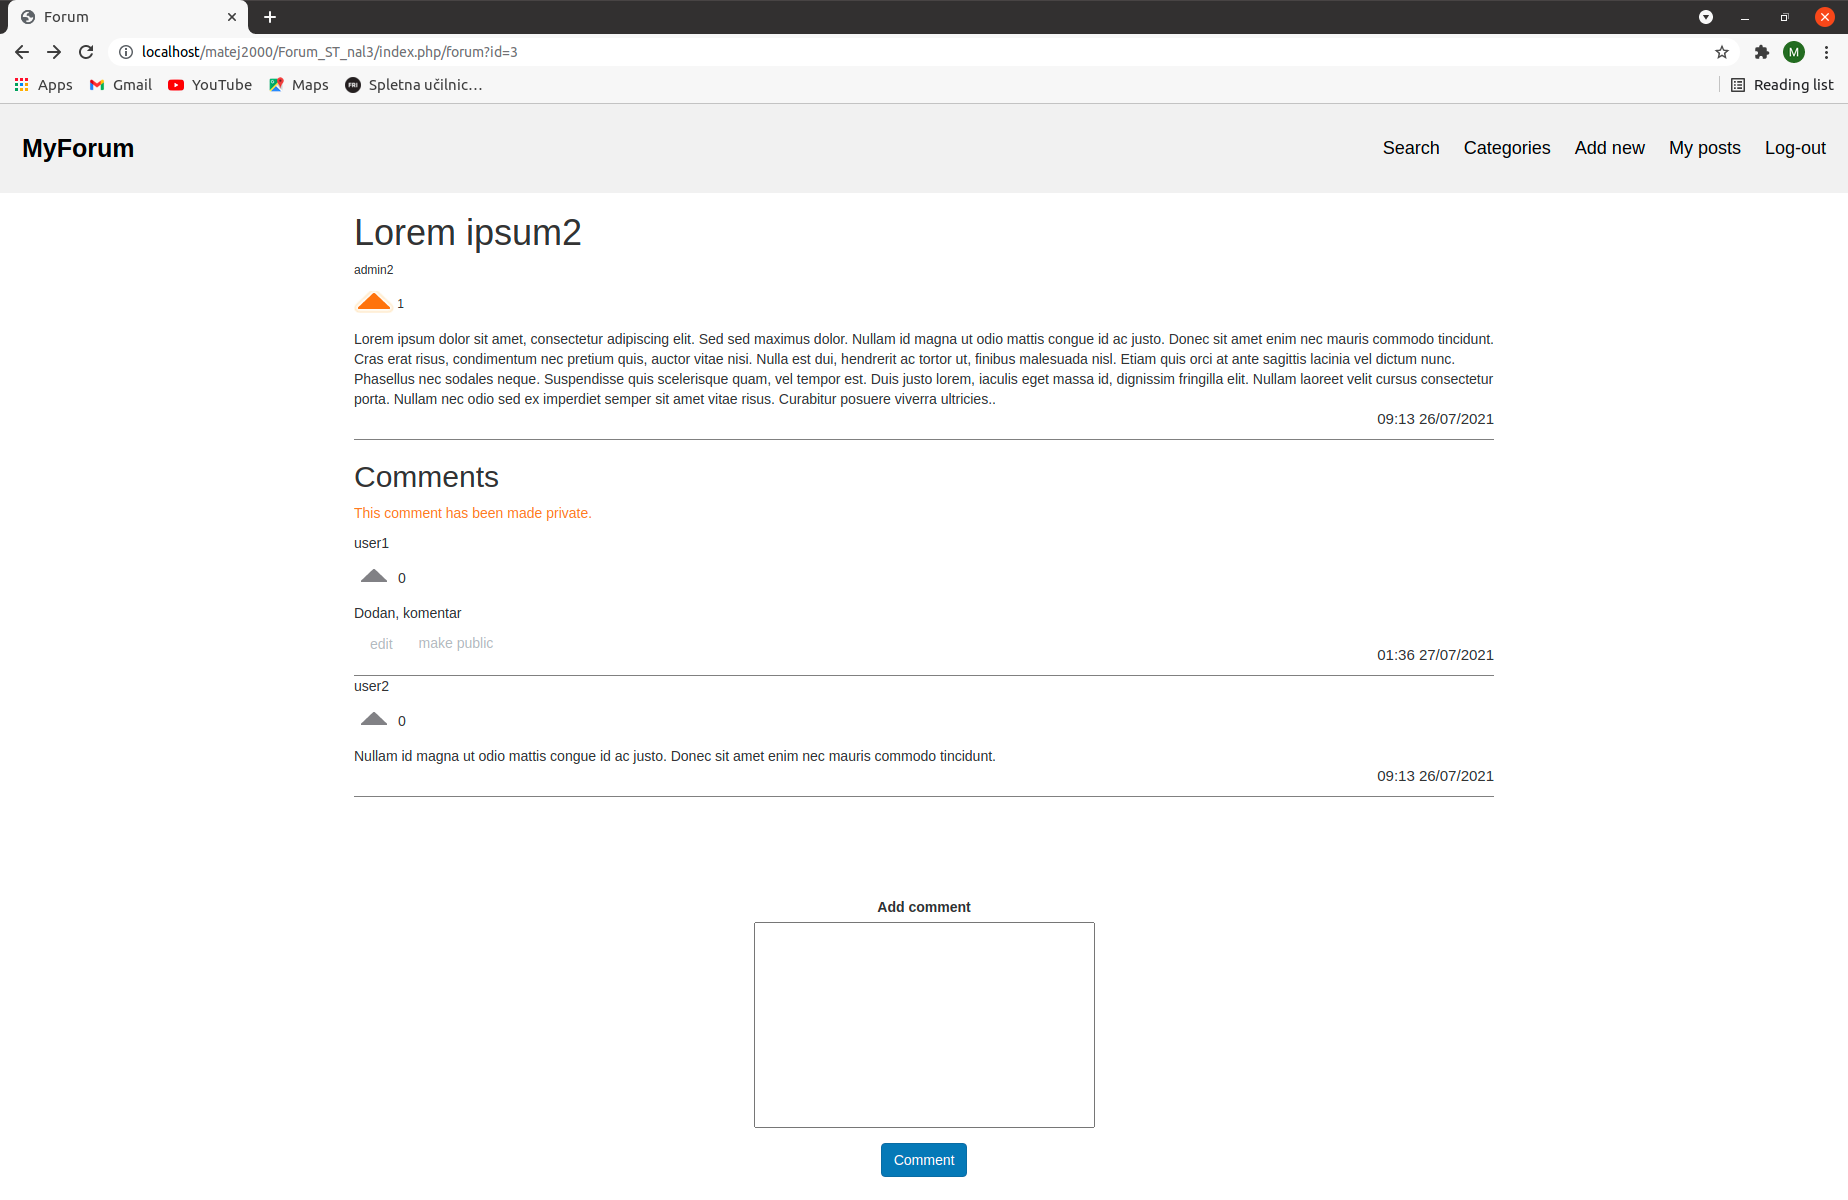 Forum
localhost/matej2000/Forum_ST_nal3/index.php/forum?id=3
M
Apps Gmail YouTube Maps FRI Spletna učilnic... Reading list
MyForum Search Categories Add new My posts Log-out
Lorem ipsum2
admin2
1
Lorem ipsum dolor sit amet, consectetur adipiscing elit. Sed sed maximus dolor. Nullam id magna ut odio mattis congue id ac justo. Donec sit amet enim nec mauris commodo tincidunt.
Cras erat risus, condimentum nec pretium quis, auctor vitae nisi. Nulla est dui, hendrerit ac tortor ut, finibus malesuada nisl. Etiam quis orci at ante sagittis lacinia vel dictum nunc.
Phasellus nec sodales neque. Suspendisse quis scelerisque quam, vel tempor est. Duis justo lorem, iaculis eget massa id, dignissim fringilla elit. Nullam laoreet velit cursus consectetur
porta. Nullam nec odio sed ex imperdiet semper sit amet vitae risus. Curabitur posuere viverra ultricies..
09:13 26/07/2021
Comments
This comment has been made private.
user1
0
Dodan, komentar
edit make public
01:36 27/07/2021
user2
0
Nullam id magna ut odio mattis congue id ac justo. Donec sit amet enim nec mauris commodo tincidunt.
09:13 26/07/2021
Add comment
Comment